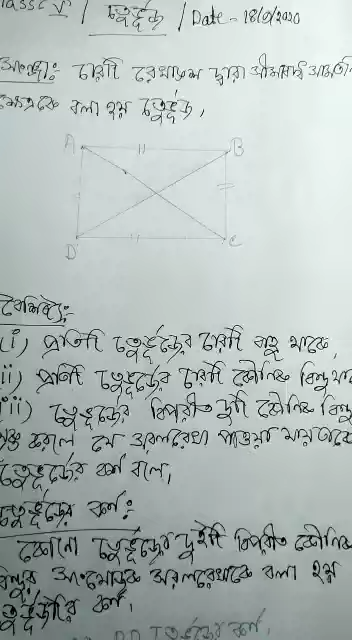 Class V | চতুর্ভূজ | Date - 18/9/2020
সংজ্ঞা: চারটি রেখাংশ দ্বারা সীমাবদ্ধ
ক্ষেত্রকে বলা হয় চতুর্ভূজ,
A B
D C
বৈশিষ্ট্য:
(i) প্রতিটি চতুর্ভূজের চারটি বাহু থাকে,
ii) প্রতিটি চতুর্ভূজের চারটি কৌনিক বিন্দু
iii) চতুর্ভূজের বিপরীত দুটি কৌনিক বিন্দু
যুক্ত করলে যে সরলরেখা পাওয়া যায় তাকে
চতুর্ভূজের কর্ণ বলে,
চতুর্ভূজের কর্ণ:
কোনো চতুর্ভূজের দুইটি বিপরীত কৌনিক
বিন্দুর সংযোজক সরলরেখাকে বলা হয়
চতুর্ভূজটির কর্ণ,
চতুর্ভূজের কর্ণ,